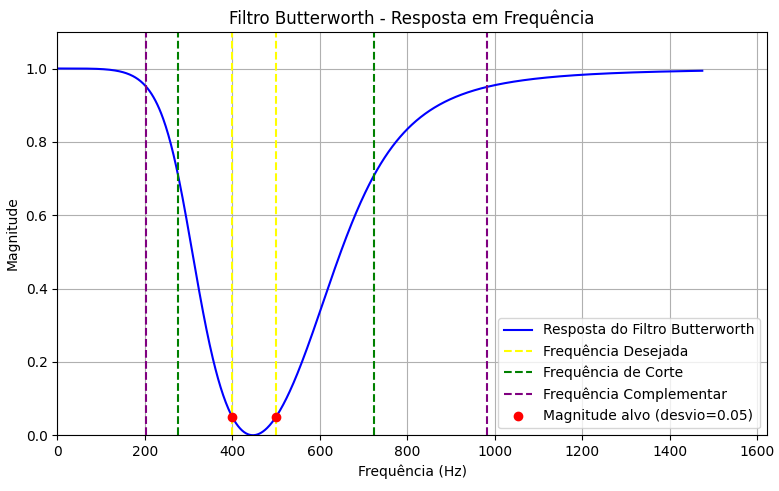 Filtro Butterworth - Resposta em Frequência
1.0
0.8
0.6
0.4
0.2
0.0
Magnitude
0
200
400
600
800
1000
1200
1400
1600
Frequência (Hz)
Resposta do Filtro Butterworth
Frequência Desejada
Frequência de Corte
Frequência Complementar
Magnitude alvo (desvio=0.05)